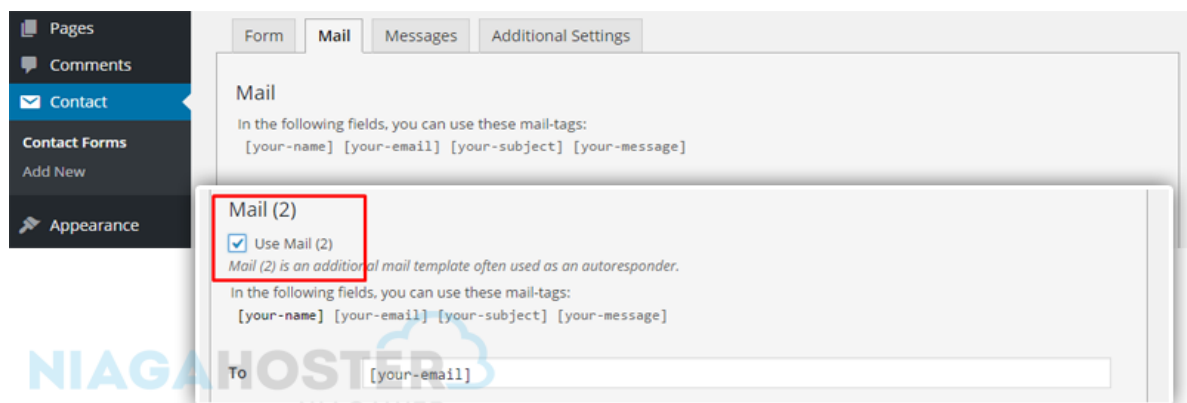 Pages
Comments
Contact
Contact Forms
Add New
Appearance
Form Mail Messages Additional Settings
Mail
In the following fields, you can use these mail-tags:
[your-name] [your-email] [your-subject] [your-message]
Mail (2)
Use Mail (2)
Mail (2) is an additional mail template often used as an autoresponder.
In the following fields, you can use these mail-tags:
[your-name] [your-email] [your-subject] [your-message]
To [your-email]
NIAGAHOSTER